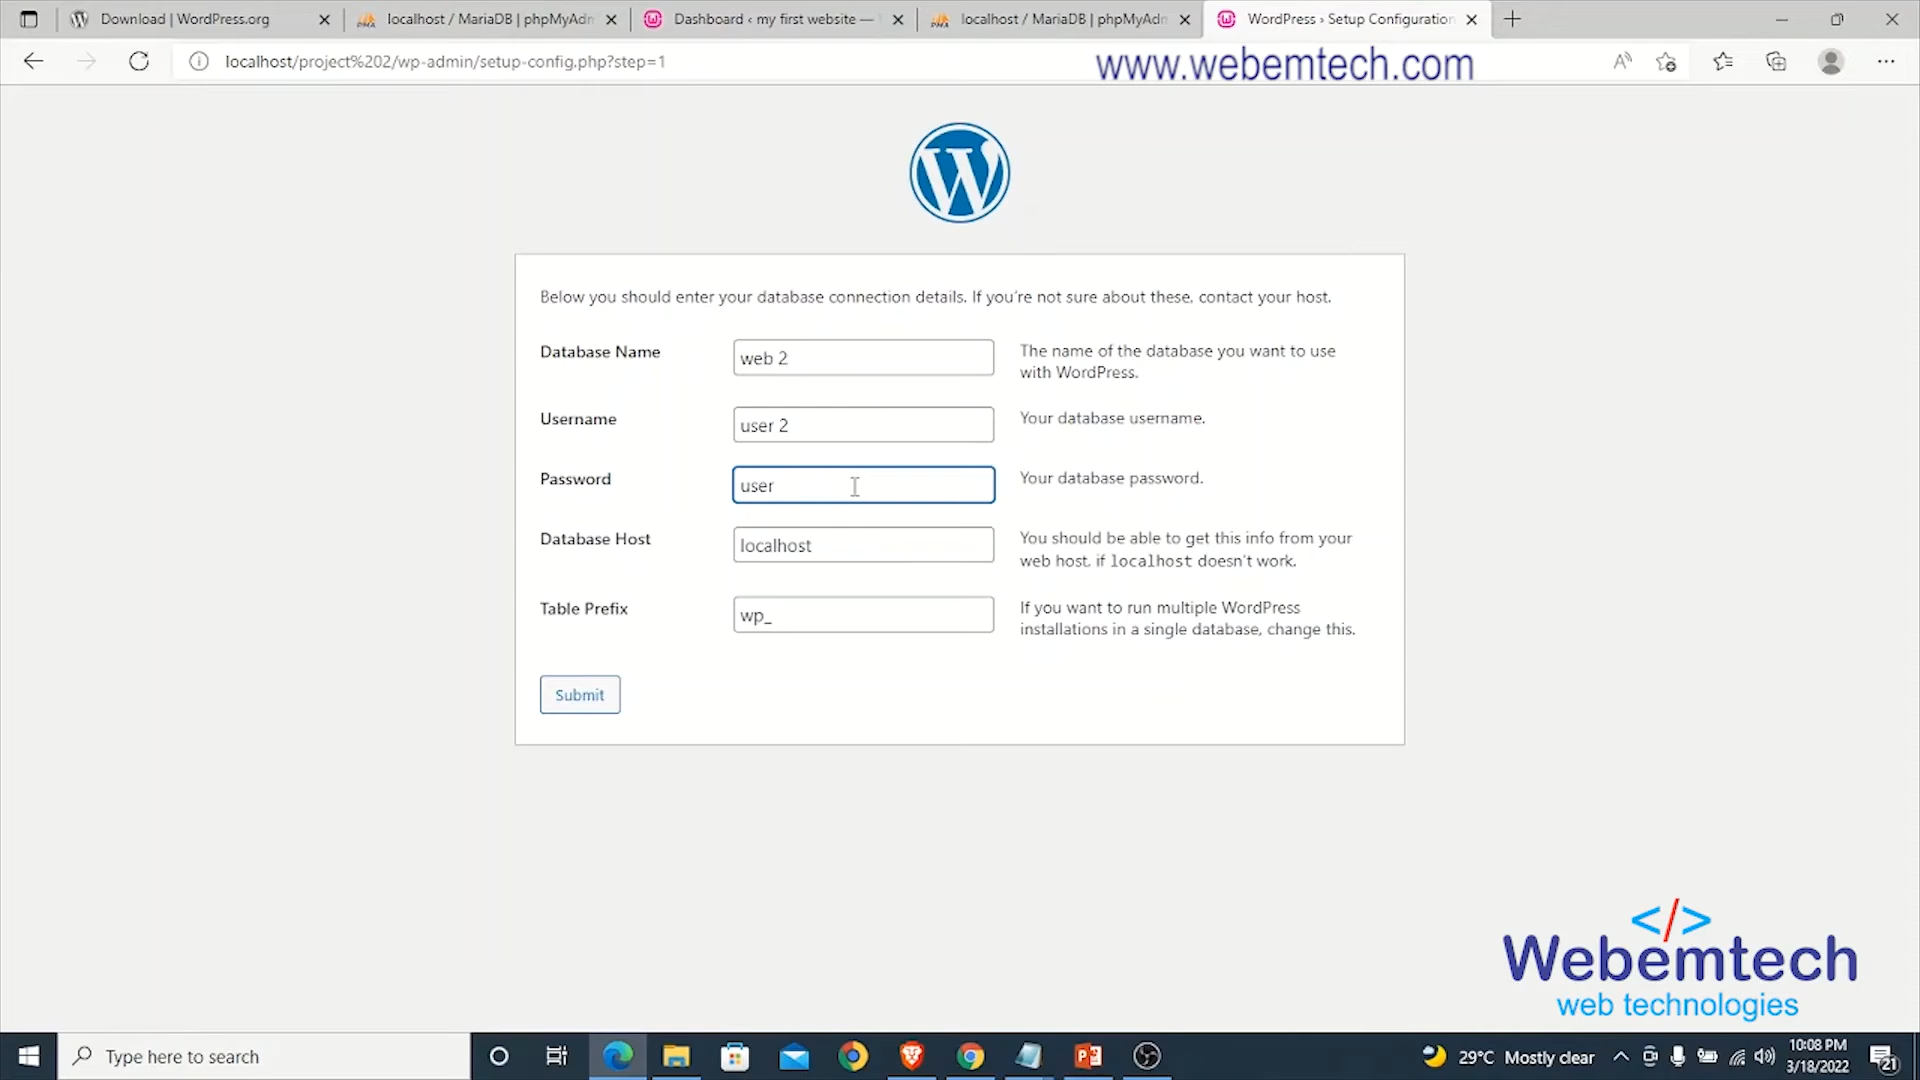 Download | WordPress.org
localhost / MariaDB | phpMyAdm
Dashboard ‹ my first website —
localhost / MariaDB | phpMyAdm
WordPress › Setup Configuration
localhost/project%202/wp-admin/setup-config.php?step=1
www.webemtech.com
Below you should enter your database connection details. If you're not sure about these, contact your host.
Database Name
web 2
The name of the database you want to use
with WordPress.
Username
user 2
Your database username.
Password
user
Your database password.
Database Host
localhost
You should be able to get this info from your
web host, if localhost doesn't work.
Table Prefix
wp_
If you want to run multiple WordPress
installations in a single database, change this.
Submit
</>
Webemtech
web technologies
Type here to search
29°C Mostly clear
10:08 PM
3/18/2022
21